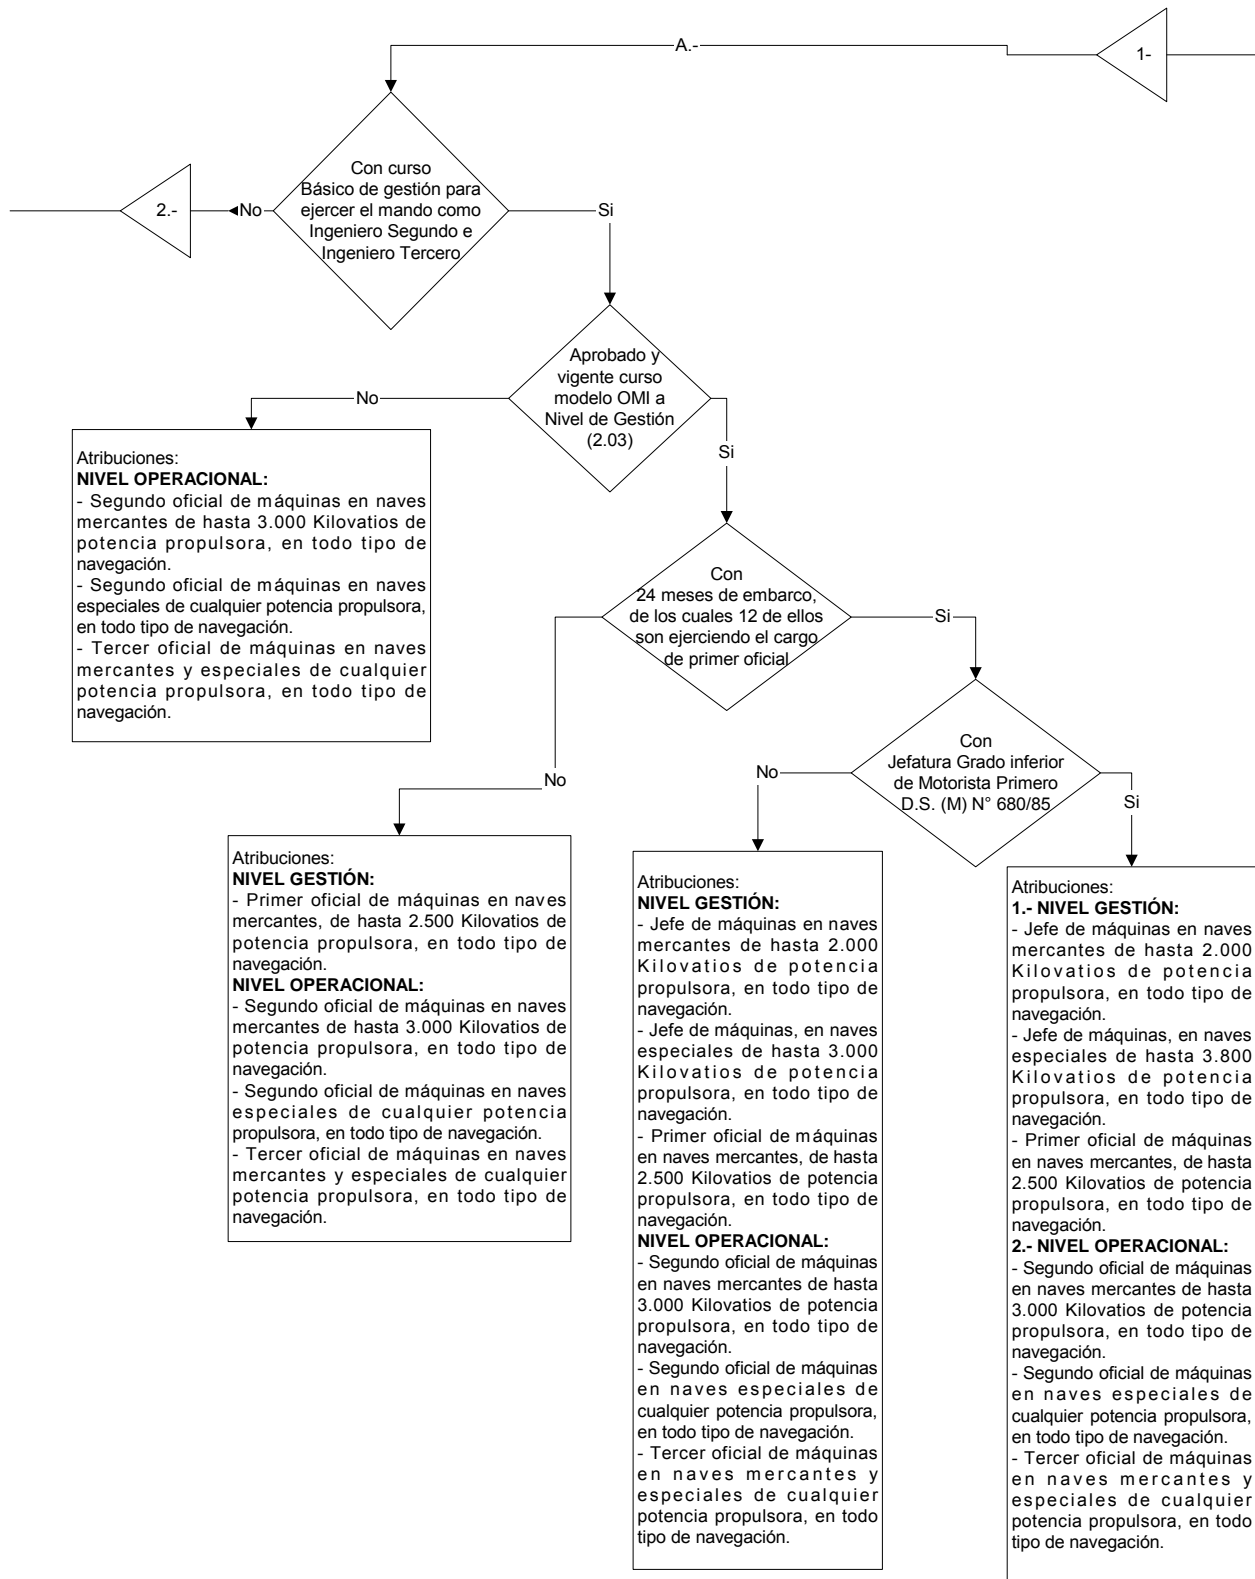 A.-
1-
Con curso
Básico de gestión para
ejercer el mando como
Ingeniero Segundo e
Ingeniero Tercero
No
2.-
Si
Aprobado y
vigente curso
modelo OMI a
Nivel de Gestión
(2.03)
No
Si
Atribuciones:
NIVEL OPERACIONAL:
- Segundo oficial de máquinas en naves
mercantes de hasta 3.000 Kilovatios de
potencia propulsora, en todo tipo de
navegación.
- Segundo oficial de máquinas en naves
especiales de cualquier potencia propulsora,
en todo tipo de navegación.
- Tercer oficial de máquinas en naves
mercantes y especiales de cualquier
potencia propulsora, en todo tipo de
navegación.
Con
24 meses de embarco,
de los cuales 12 de ellos
son ejerciendo el cargo
de primer oficial
No
Si
Con
Jefatura Grado inferior
de Motorista Primero
D.S. (M) N° 680/85
No
Si
Atribuciones:
NIVEL GESTIÓN:
- Primer oficial de máquinas en naves
mercantes, de hasta 2.500 Kilovatios de
potencia propulsora, en todo tipo de
navegación.
NIVEL OPERACIONAL:
- Segundo oficial de máquinas en naves
mercantes de hasta 3.000 Kilovatios de
potencia propulsora, en todo tipo de
navegación.
- Segundo oficial de máquinas en naves
especiales de cualquier potencia
propulsora, en todo tipo de navegación.
- Tercer oficial de máquinas en naves
mercantes y especiales de cualquier
potencia propulsora, en todo tipo de
navegación.
Atribuciones:
NIVEL GESTIÓN:
- Jefe de máquinas en naves
mercantes de hasta 2.000
Kilovatios de potencia
propulsora, en todo tipo de
navegación.
- Jefe de máquinas, en naves
especiales de hasta 3.000
Kilovatios de potencia
propulsora, en todo tipo de
navegación.
- Primer oficial de máquinas
en naves mercantes, de hasta
2.500 Kilovatios de potencia
propulsora, en todo tipo de
navegación.
NIVEL OPERACIONAL:
- Segundo oficial de máquinas
en naves mercantes de hasta
3.000 Kilovatios de potencia
propulsora, en todo tipo de
navegación.
- Segundo oficial de máquinas
en naves especiales de
cualquier potencia propulsora,
en todo tipo de navegación.
- Tercer oficial de máquinas
en naves mercantes y
especiales de cualquier
potencia propulsora, en todo
tipo de navegación.
Atribuciones:
1.- NIVEL GESTIÓN:
- Jefe de máquinas en naves
mercantes de hasta 2.000
Kilovatios de potencia
propulsora, en todo tipo de
navegación.
- Jefe de máquinas, en naves
especiales de hasta 3.800
Kilovatios de potencia
propulsora, en todo tipo de
navegación.
- Primer oficial de máquinas
en naves mercantes, de hasta
2.500 Kilovatios de potencia
propulsora, en todo tipo de
navegación.
2.- NIVEL OPERACIONAL:
- Segundo oficial de máquinas
en naves mercantes de hasta
3.000 Kilovatios de potencia
propulsora, en todo tipo de
navegación.
- Segundo oficial de máquinas
en naves especiales de
cualquier potencia propulsora,
en todo tipo de navegación.
- Tercer oficial de máquinas
en naves mercantes y
especiales de cualquier
potencia propulsora, en todo
tipo de navegación.